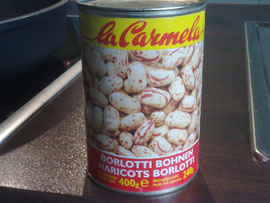 la Carmela
BORLOTTI BOHNEN
HARICOTS BORLOTTI
400g e
240g